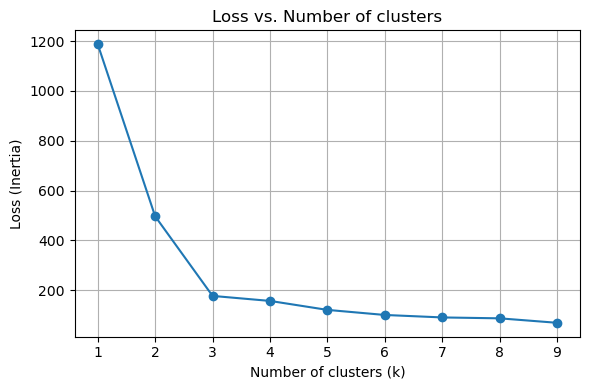 Loss vs. Number of clusters
Loss (Inertia)
1200
1000
800
600
400
200
1 2 3 4 5 6 7 8 9
Number of clusters (k)